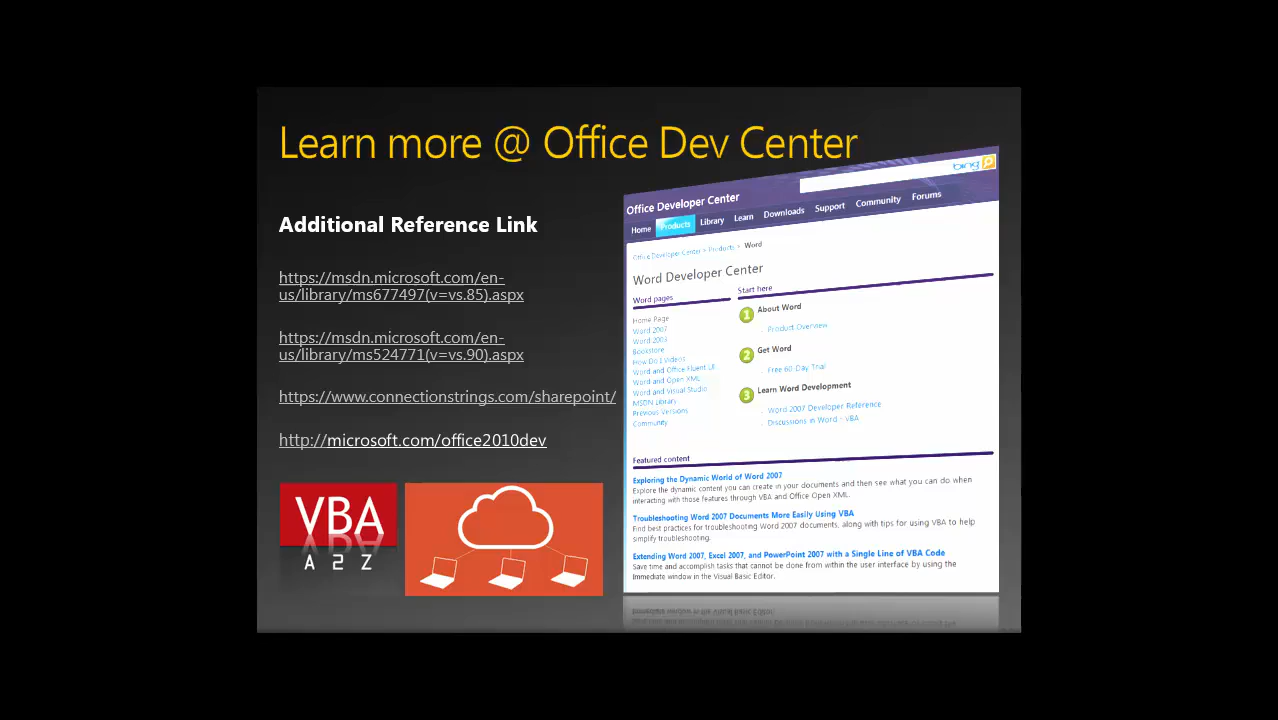 Learn more @ Office Dev Center
Additional Reference Link
https://msdn.microsoft.com/en-
us/library/ms677497(v=vs.85).aspx
https://msdn.microsoft.com/en-
us/library/ms524771(v=vs.90).aspx
https://www.connectionstrings.com/sharepoint/
http://microsoft.com/office2010dev
VBA
A 2 Z
bing
Office Developer Center
Home Products Library Learn Downloads Support Community Forums
Office Developer Center > Products > Word
Word Developer Center
Word pages
Home Page
Word 2007
Word 2003
Bookstore
How Do I Videos
Word and Office Fluent UI
Word and Open XML
Word and Visual Studio
MSDN Library
Previous Versions
Community
Start here
1 About Word
Product Overview
2 Get Word
Free 60-Day Trial
3 Learn Word Development
Word 2007 Developer Reference
Discussions in Word - VBA
Featured content
Exploring the Dynamic World of Word 2007
Explore the dynamic content you can create in your documents and then see what you can do when
interacting with those features through VBA and Office Open XML.
Troubleshooting Word 2007 Documents More Easily Using VBA
Find best practices for troubleshooting Word 2007 documents, along with tips for using VBA to help
simplify troubleshooting.
Extending Word 2007, Excel 2007, and PowerPoint 2007 with a Single Line of VBA Code
Save time and accomplish tasks that cannot be done from within the user interface by using the
Immediate window in the Visual Basic Editor.